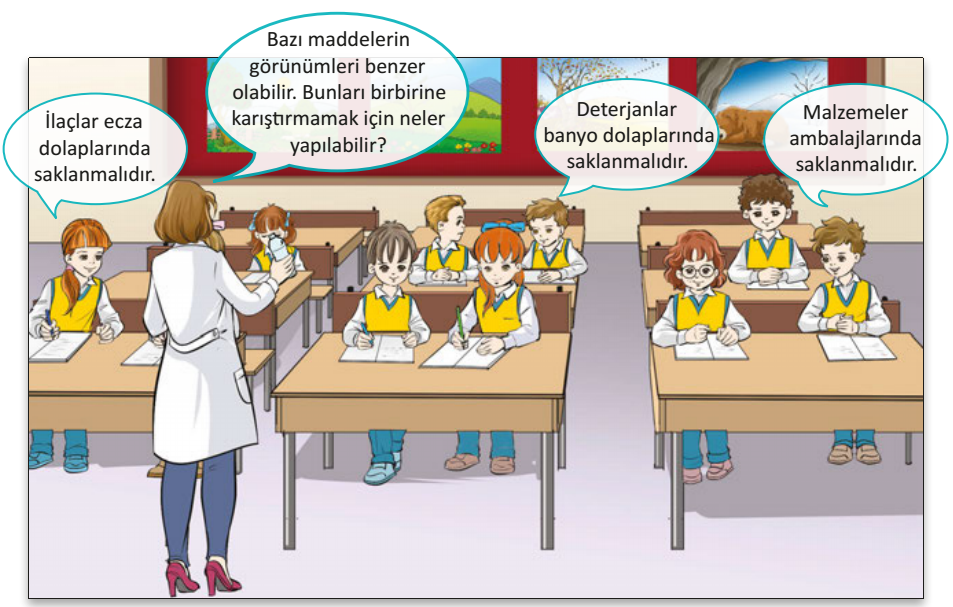 Bazı maddelerin
görünümleri benzer
olabilir. Bunları birbirine
karıştırmamak için neler
yapılabilir?
İlaçlar ecza
dolaplarında
saklanmalıdır.
Deterjanlar
banyo dolaplarında
saklanmalıdır.
Malzemeler
ambalajlarında
saklanmalıdır.